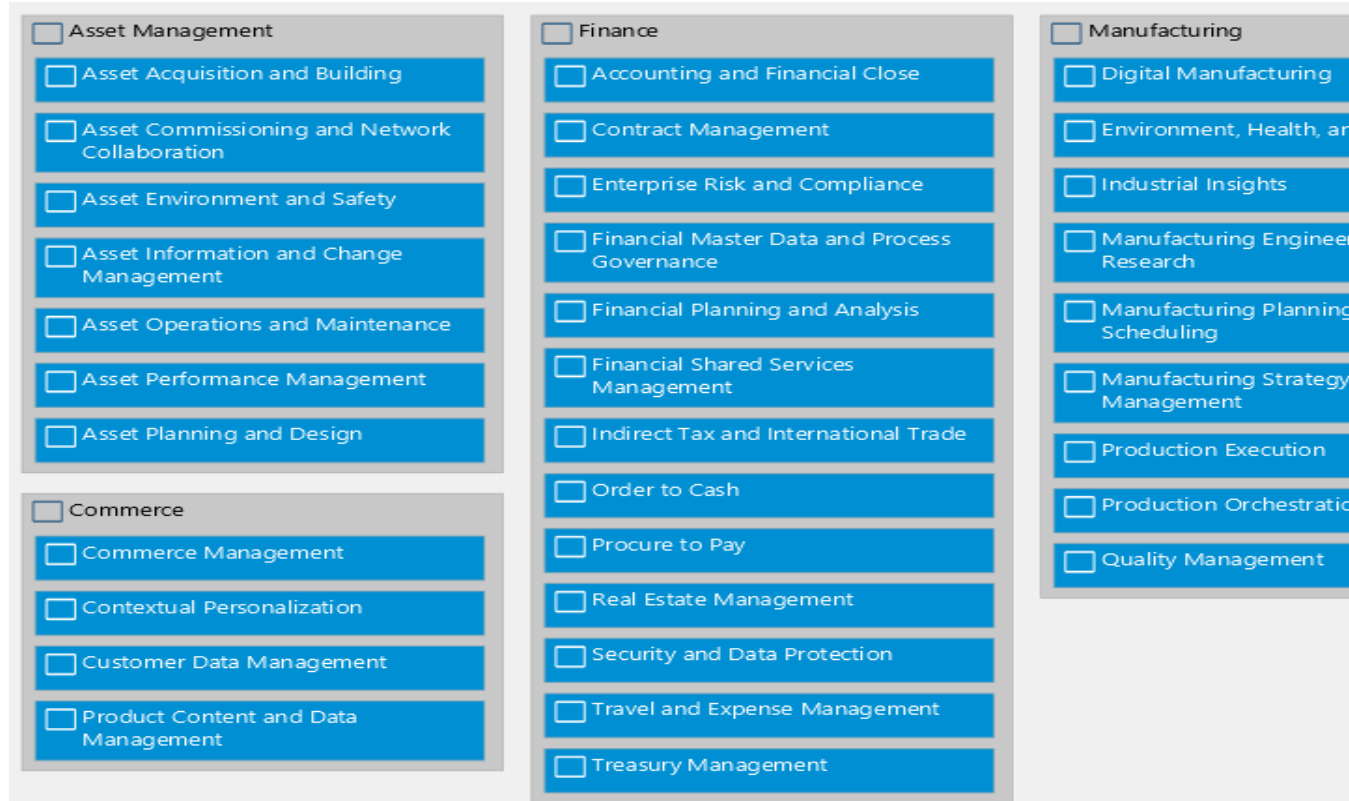 Asset Management
Asset Acquisition and Building
Asset Commissioning and Network
Collaboration
Asset Environment and Safety
Asset Information and Change
Management
Asset Operations and Maintenance
Asset Performance Management
Asset Planning and Design
Commerce
Commerce Management
Contextual Personalization
Customer Data Management
Product Content and Data
Management
Finance
Accounting and Financial Close
Contract Management
Enterprise Risk and Compliance
Financial Master Data and Process
Governance
Financial Planning and Analysis
Financial Shared Services
Management
Indirect Tax and International Trade
Order to Cash
Procure to Pay
Real Estate Management
Security and Data Protection
Travel and Expense Management
Treasury Management
Manufacturing
Digital Manufacturing
Environment, Health,
Industrial Insights
Manufacturing
Research
Manufacturing Planning
Scheduling
Manufacturing Strategy
Management
Production Execution
Production
Quality Management